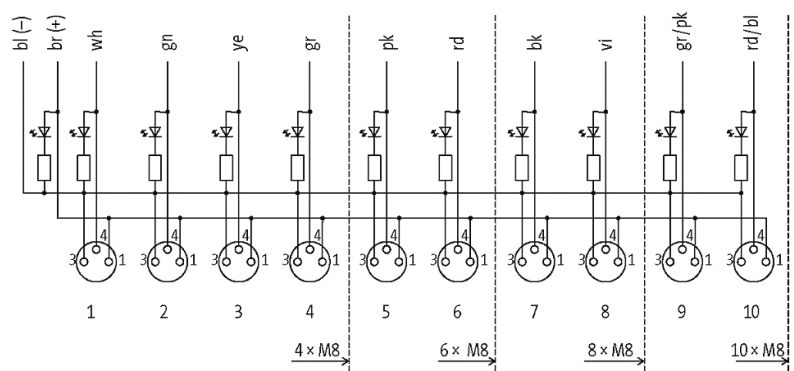 bl (–) br (+) wh gn ye gr pk rd bk vi gr/pk rd/bl
4 4 4 4 4 4 4 4 4 4
3 1 3 1 3 1 3 1 3 1 3 1 3 1 3 1 3 1 3 1
1 2 3 4 5 6 7 8 9 10
4 × M8 6 × M8 8 × M8 10 × M8